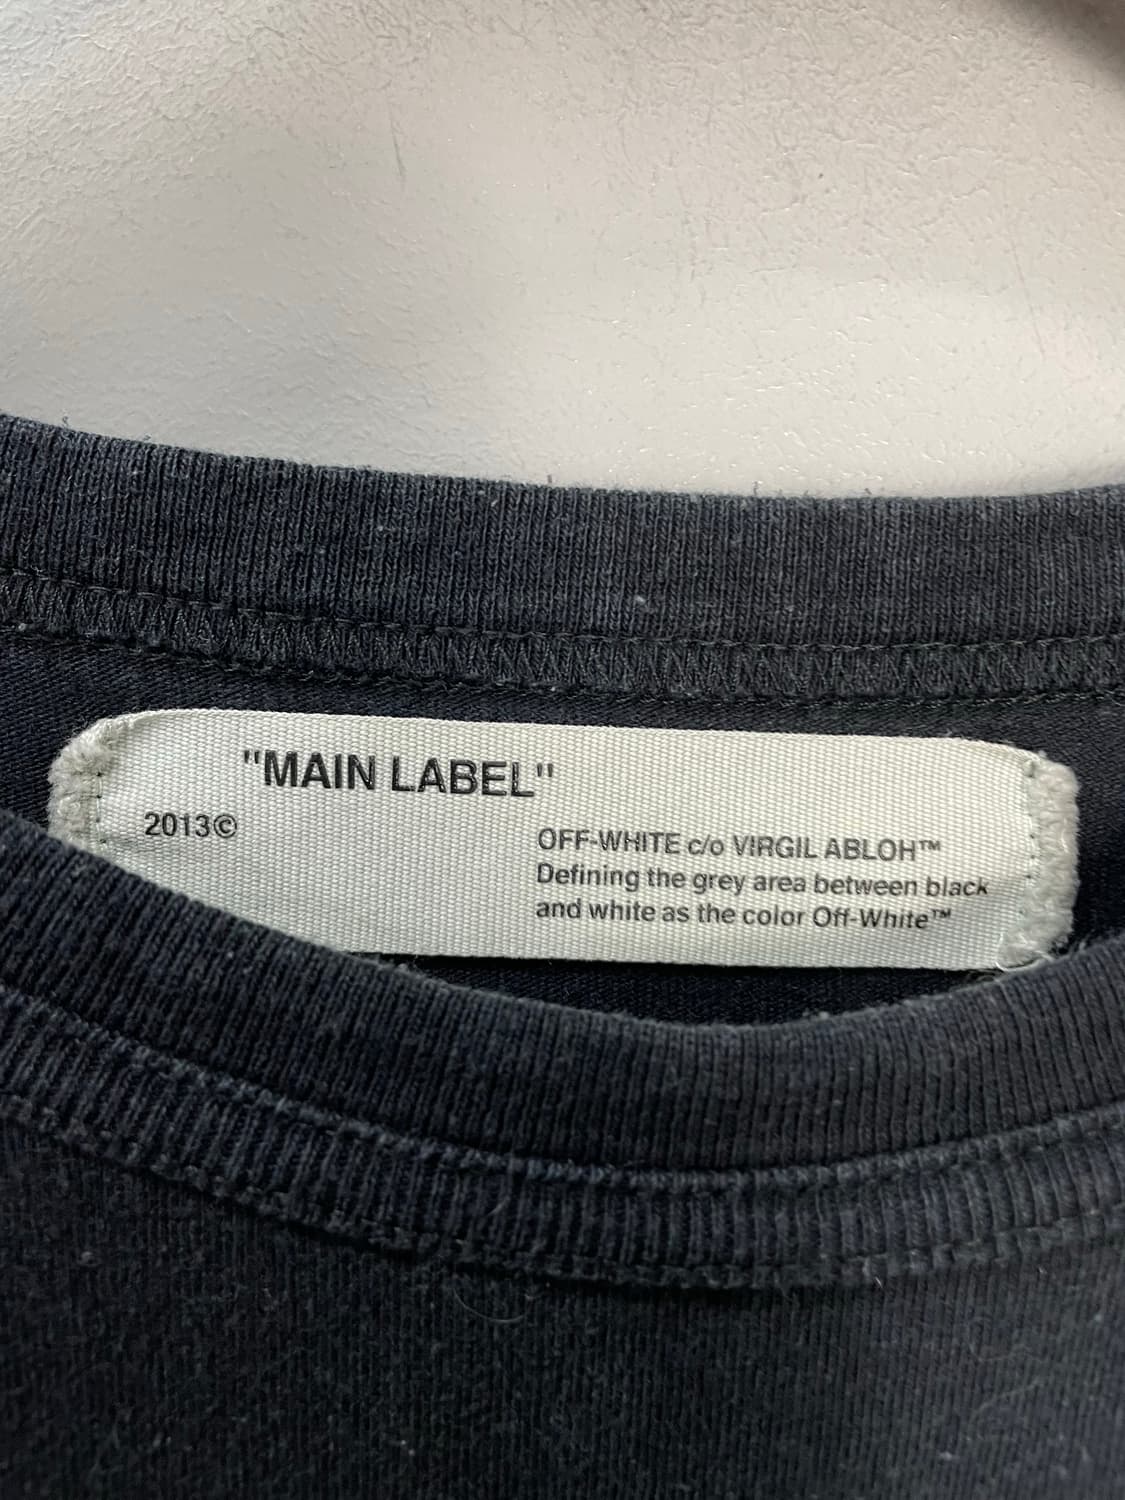 "MAIN LABEL"
2013©
OFF-WHITE c/o VIRGIL ABLOH™
Defining the grey area between black
and white as the color Off-White™